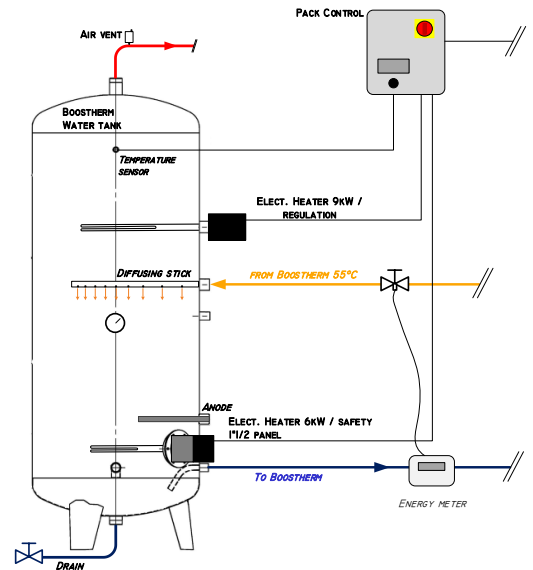 Pack Control
Air vent
Boostherm
Water tank
Temperature
sensor
Elect. Heater 9kW /
regulation
Diffusing stick
from Boostherm 55°C
Anode
Elect. Heater 6kW / safety
1"1/2 panel
To Boostherm
Energy meter
Drain